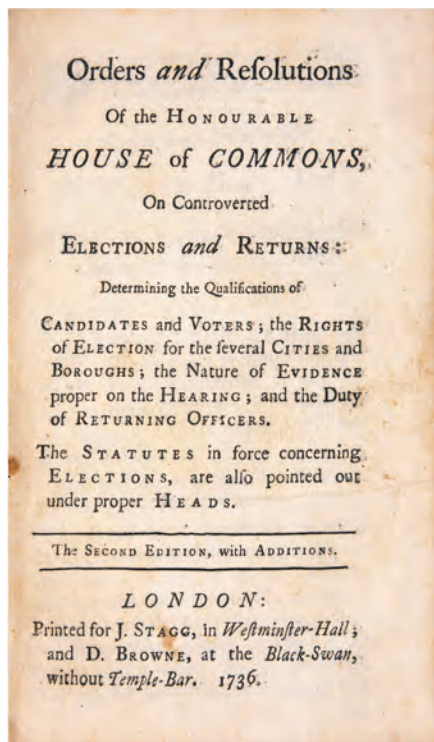 Orders and Reſolutions
Of the HONOURABLE
HOUSE of COMMONS,
On Controverted
ELECTIONS and RETURNS:
Determining the Qualifications of
CANDIDATES and VOTERS; the RIGHTS
of ELECTION for the ſeveral CITIES and
BOROUGHS; the Nature of EVIDENCE
proper on the HEARING; and the Duty
of RETURNING OFFICERS.
The STATUTES in force concerning
ELECTIONS, are alſo pointed out
under proper HEADS.
The SECOND EDITION, with ADDITIONS.
LONDON:
Printed for J. STAGG, in Weſtminſter-Hall;
and D. BROWNE, at the Black-Swan,
without Temple-Bar. 1736.